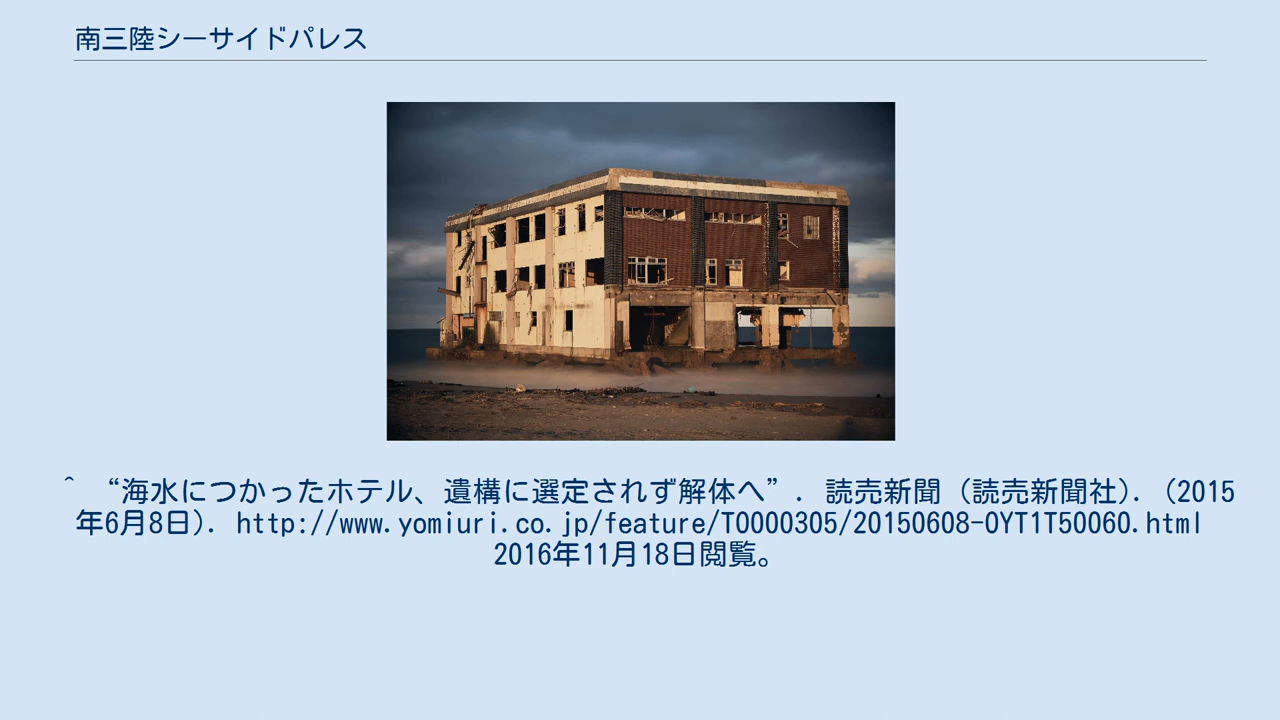 南三陸シーサイドパレス
^ “海水につかったホテル、遺構に選定されず解体へ”. 読売新聞 (読売新聞社). (2015
年6月8日). http://www.yomiuri.co.jp/feature/TO000305/20150608-OYT1T50060.html
2016年11月18日閲覧。